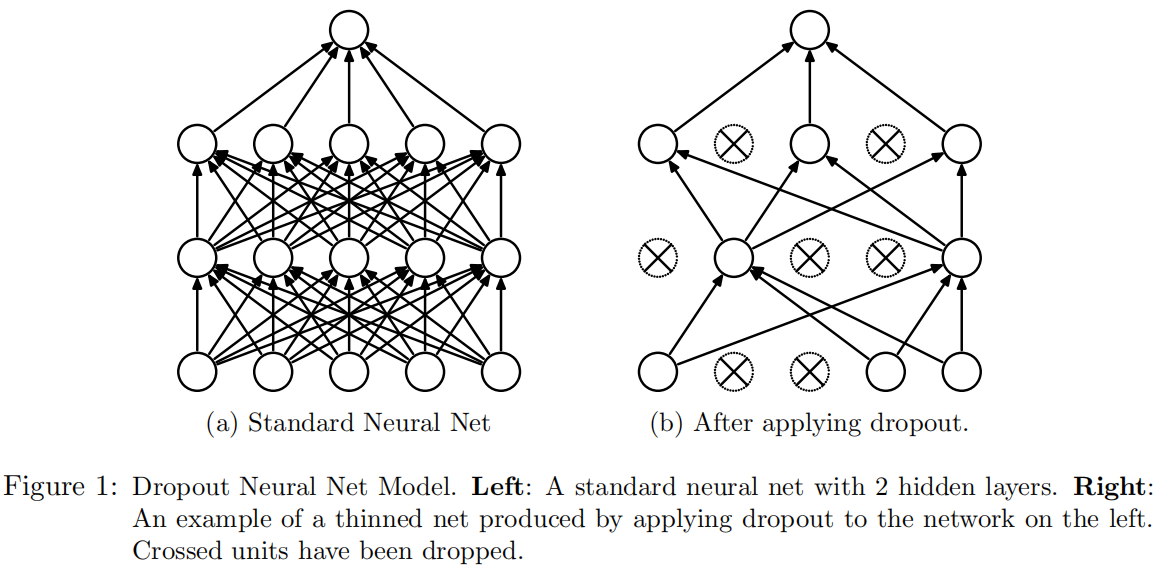 (a) Standard Neural Net
(b) After applying dropout.
Figure 1: Dropout Neural Net Model. Left: A standard neural net with 2 hidden layers. Right:
An example of a thinned net produced by applying dropout to the network on the left.
Crossed units have been dropped.